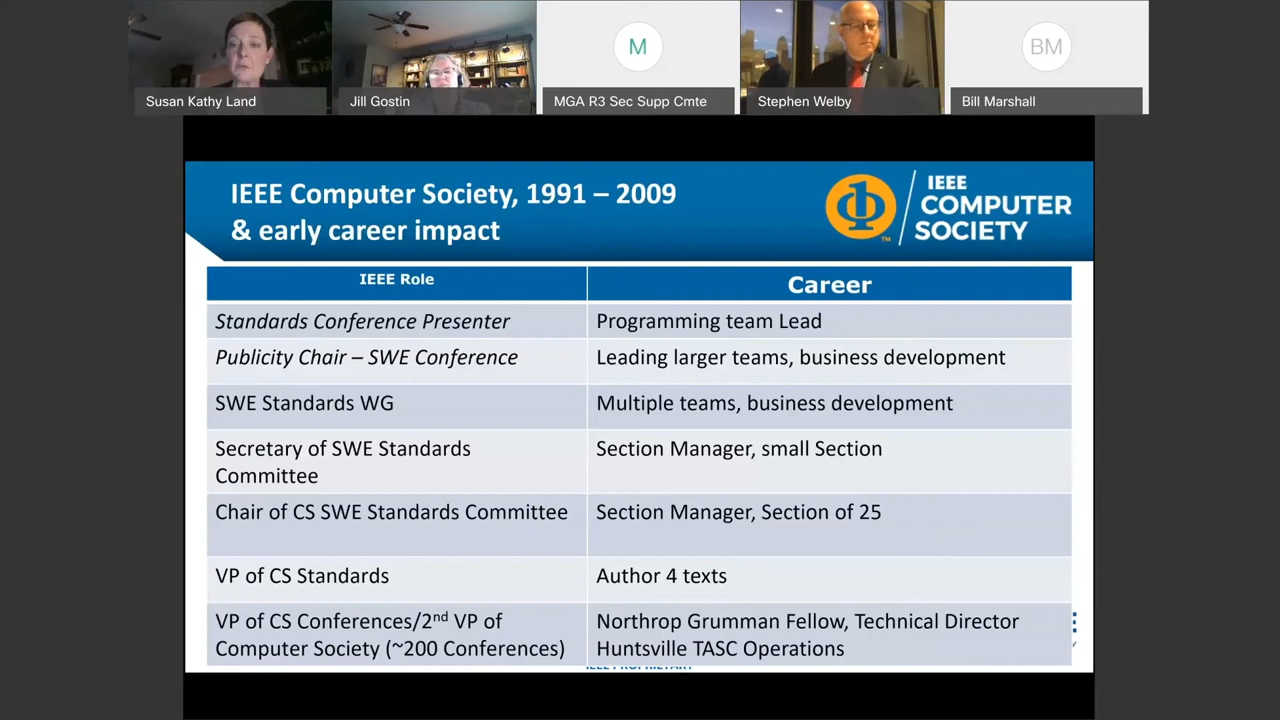 Susan Kathy Land
Jill Gostin
M
MGA R3 Sec Supp Cmte
Stephen Welby
BM
Bill Marshall
IEEE Computer Society, 1991 – 2009
& early career impact
IEEE
COMPUTER
SOCIETY
TM
IEEE Role
Career
Standards Conference Presenter
Programming team Lead
Publicity Chair – SWE Conference
Leading larger teams, business development
SWE Standards WG
Multiple teams, business development
Secretary of SWE Standards
Committee
Section Manager, small Section
Chair of CS SWE Standards Committee
Section Manager, Section of 25
VP of CS Standards
Author 4 texts
VP of CS Conferences/2nd VP of
Computer Society (~200 Conferences)
Northrop Grumman Fellow, Technical Director
Huntsville TASC Operations